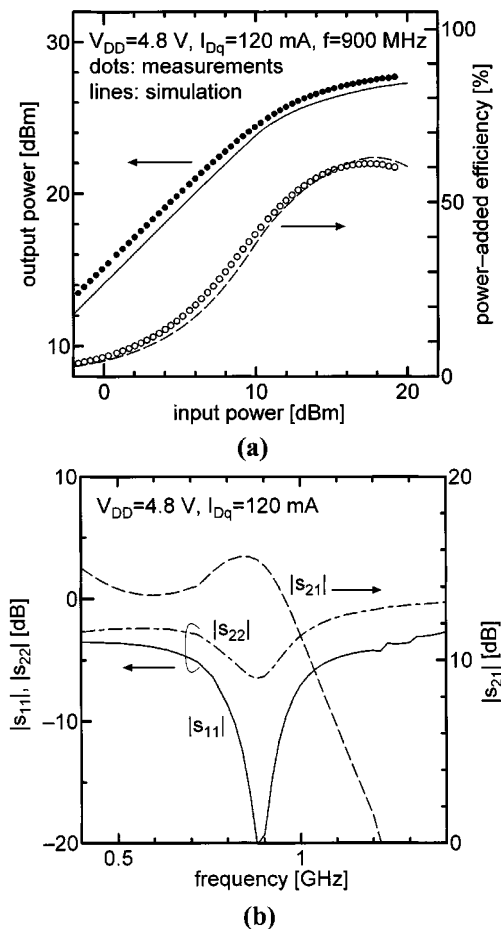 V_DD=4.8 V, I_Dq=120 mA, f=900 MHz
dots: measurements
lines: simulation
output power [dBm]
32
22
10
power–added efficiency [%]
100
50
0
0
10
20
input power [dBm]
(a)
V_DD=4.8 V, I_Dq=120 mA
|s_11|, |s_22| [dB]
10
0
−10
−20
|s_21|
|s_22|
|s_11|
|s_21| [dB]
20
10
0
0.5
1
frequency [GHz]
(b)